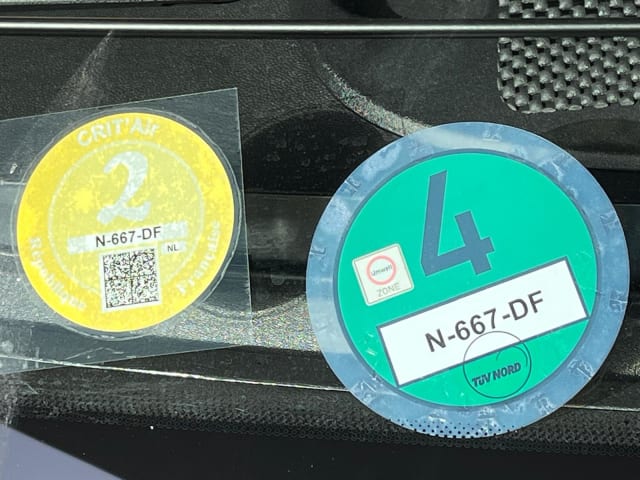 CRIT'Air
2
N-667-DF
NL
République Française
4
Umwelt
ZONE
N-667-DF
TÜV NORD